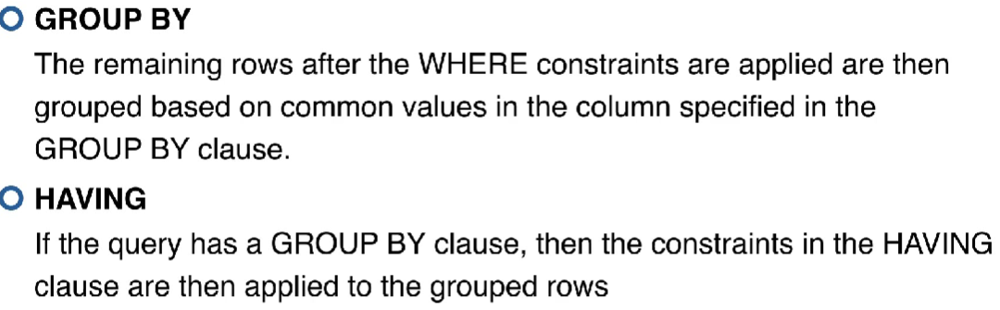 GROUP BY
The remaining rows after the WHERE constraints are applied are then
grouped based on common values in the column specified in the
GROUP BY clause.
HAVING
If the query has a GROUP BY clause, then the constraints in the HAVING
clause are then applied to the grouped rows